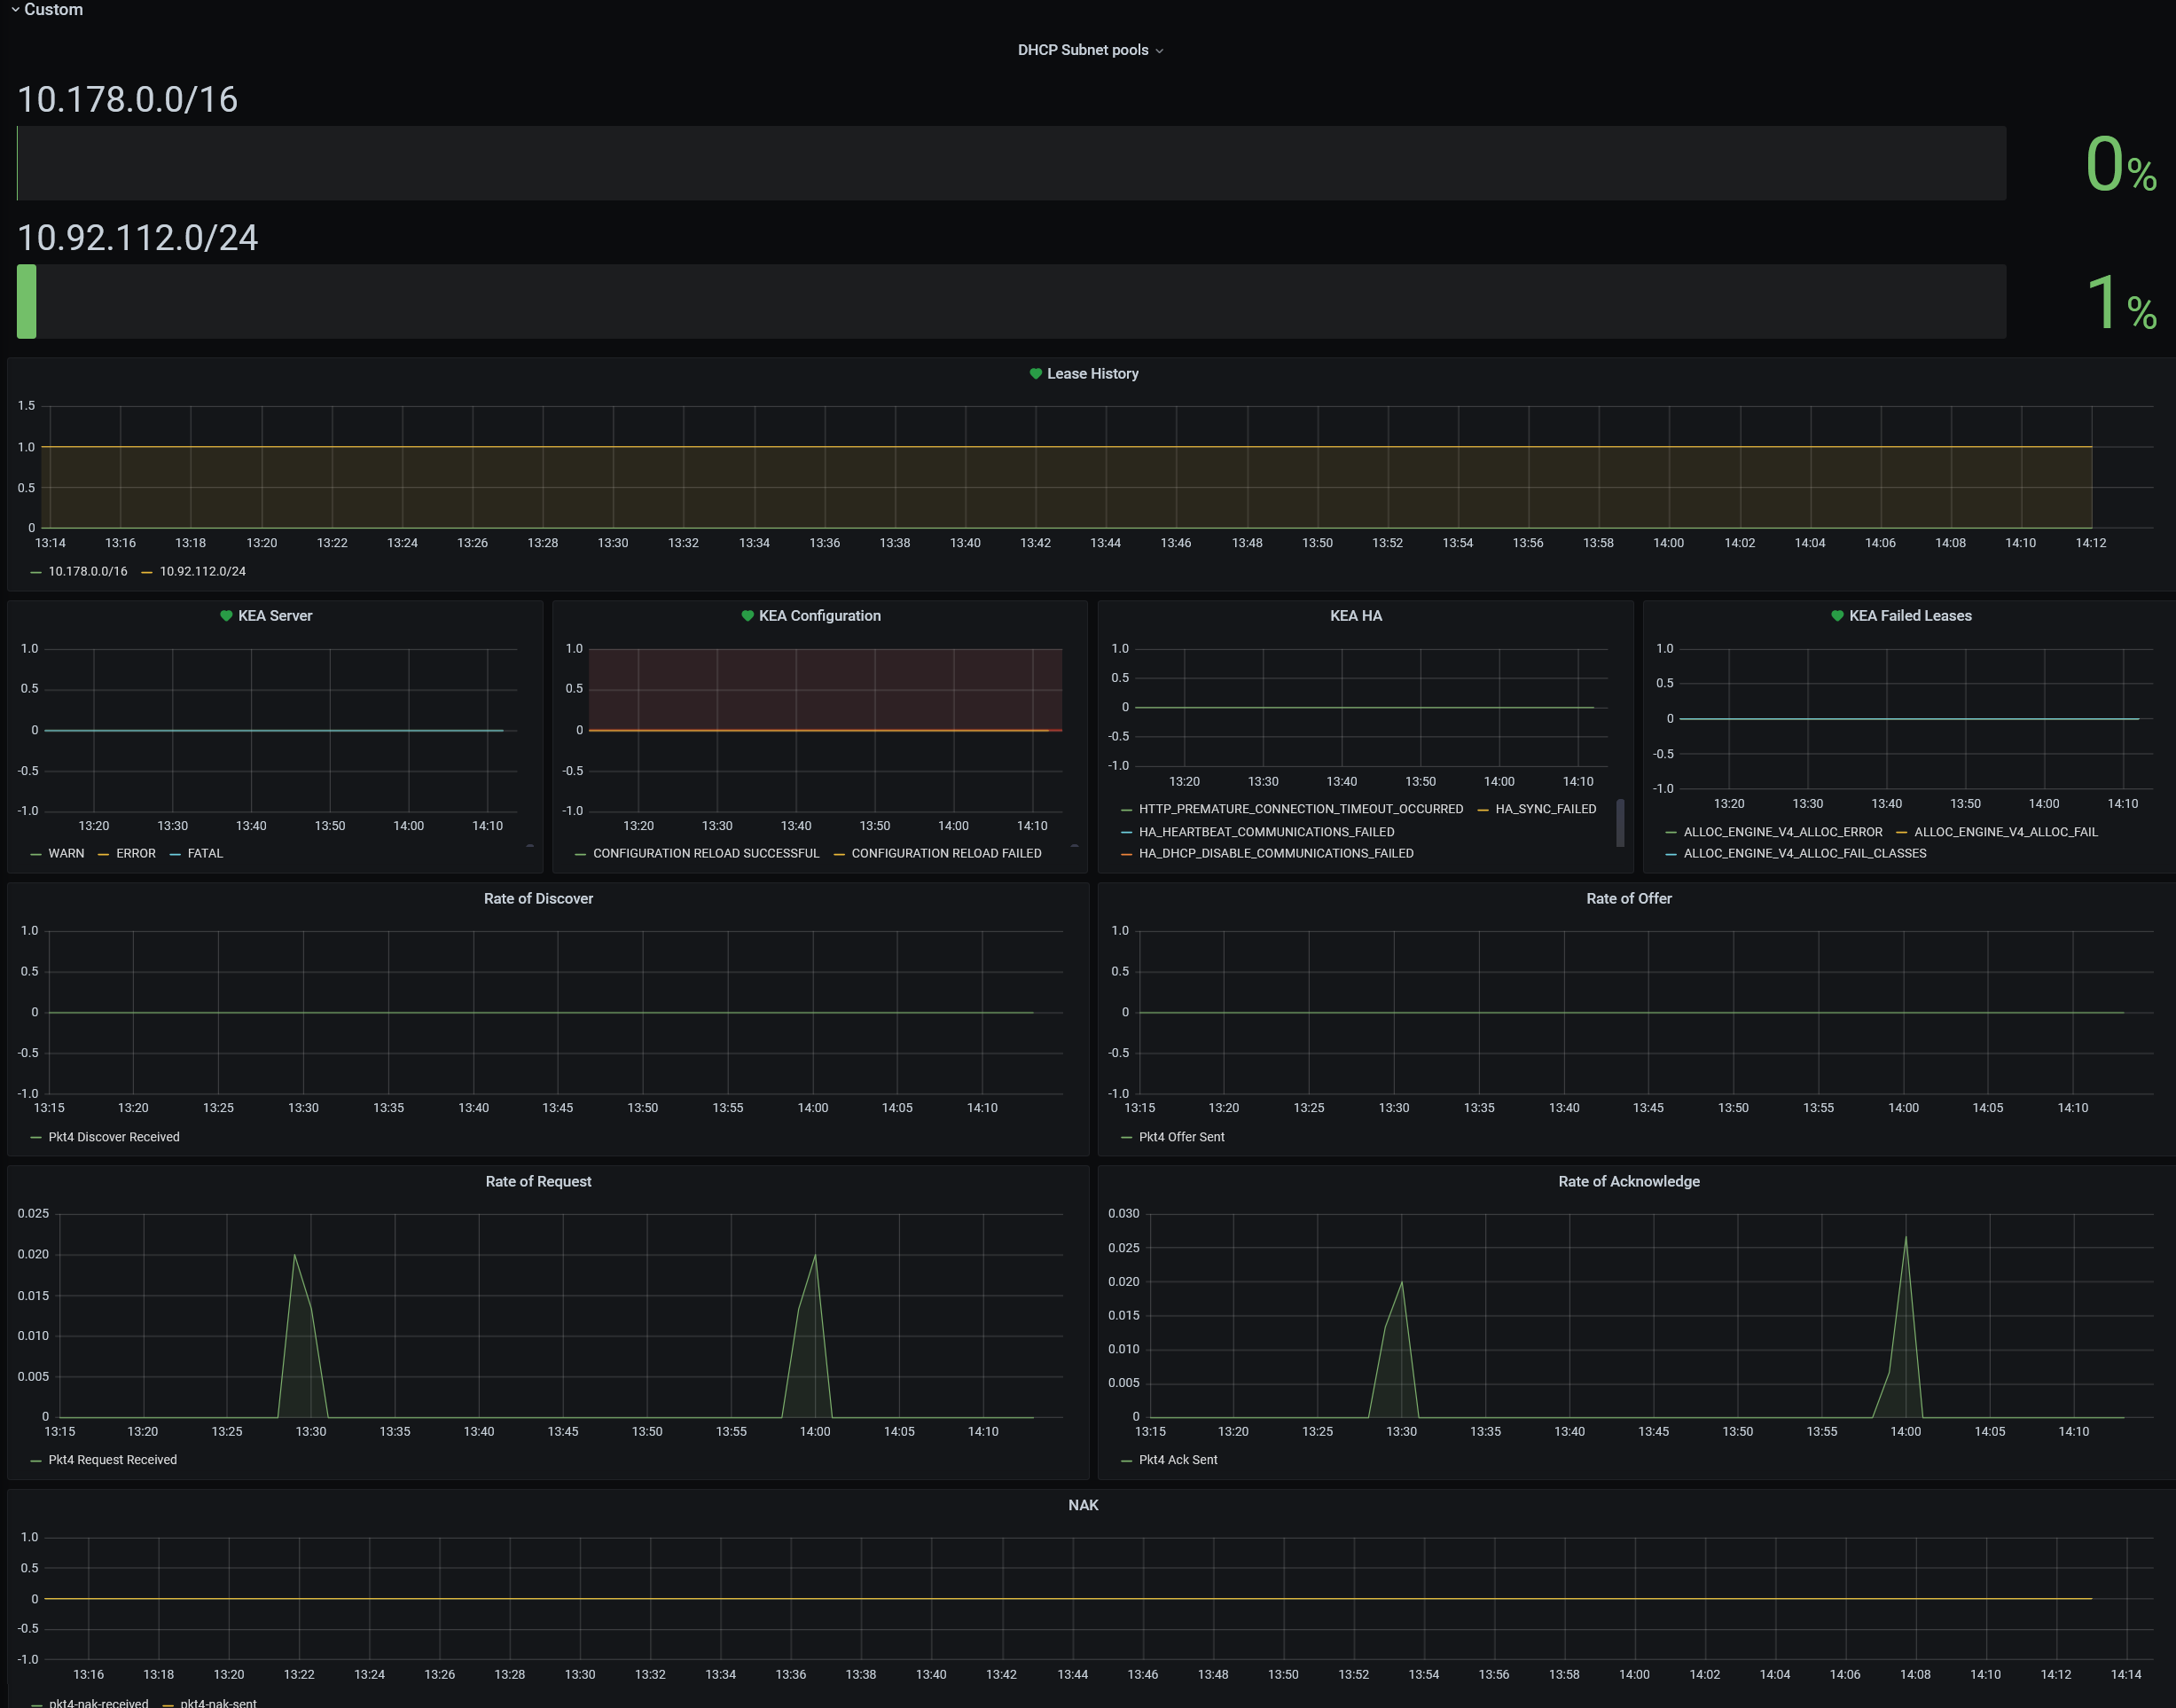 Custom
DHCP Subnet pools
10.178.0.0/16
0%
10.92.112.0/24
1%
Lease History
1.5
1.0
0.5
0
13:14 13:16 13:18 13:20 13:22 13:24 13:26 13:28 13:30 13:32 13:34 13:36 13:38 13:40 13:42 13:44 13:46 13:48 13:50 13:52 13:54 13:56 13:58 14:00 14:02 14:04 14:06 14:08 14:10 14:12
10.178.0.0/16 10.92.112.0/24
KEA Server
1.0
0.5
0
-0.5
-1.0
13:20 13:30 13:40 13:50 14:00 14:10
WARN ERROR FATAL
KEA Configuration
1.0
0.5
0
-0.5
-1.0
13:20 13:30 13:40 13:50 14:00 14:10
CONFIGURATION RELOAD SUCCESSFUL CONFIGURATION RELOAD FAILED
KEA HA
1.0
0.5
0
-0.5
-1.0
13:20 13:30 13:40 13:50 14:00 14:10
HTTP_PREMATURE_CONNECTION_TIMEOUT_OCCURRED HA_SYNC_FAILED
HA_HEARTBEAT_COMMUNICATIONS_FAILED
HA_DHCP_DISABLE_COMMUNICATIONS_FAILED
KEA Failed Leases
1.0
0.5
0
-0.5
-1.0
13:20 13:30 13:40 13:50 14:00 14:10
ALLOC_ENGINE_V4_ALLOC_ERROR ALLOC_ENGINE_V4_ALLOC_FAIL
ALLOC_ENGINE_V4_ALLOC_FAIL_CLASSES
Rate of Discover
1.0
0.5
0
-0.5
-1.0
13:15 13:20 13:25 13:30 13:35 13:40 13:45 13:50 13:55 14:00 14:05 14:10
Pkt4 Discover Received
Rate of Offer
1.0
0.5
0
-0.5
-1.0
13:15 13:20 13:25 13:30 13:35 13:40 13:45 13:50 13:55 14:00 14:05 14:10
Pkt4 Offer Sent
Rate of Request
0.025
0.020
0.015
0.010
0.005
0
13:15 13:20 13:25 13:30 13:35 13:40 13:45 13:50 13:55 14:00 14:05 14:10
Pkt4 Request Received
Rate of Acknowledge
0.030
0.025
0.020
0.015
0.010
0.005
0
13:15 13:20 13:25 13:30 13:35 13:40 13:45 13:50 13:55 14:00 14:05 14:10
Pkt4 Ack Sent
NAK
1.0
0.5
0
-0.5
-1.0
13:16 13:18 13:20 13:22 13:24 13:26 13:28 13:30 13:32 13:34 13:36 13:38 13:40 13:42 13:44 13:46 13:48 13:50 13:52 13:54 13:56 13:58 14:00 14:02 14:04 14:06 14:08 14:10 14:12 14:14
pkt4-nak-received pkt4-nak-sent